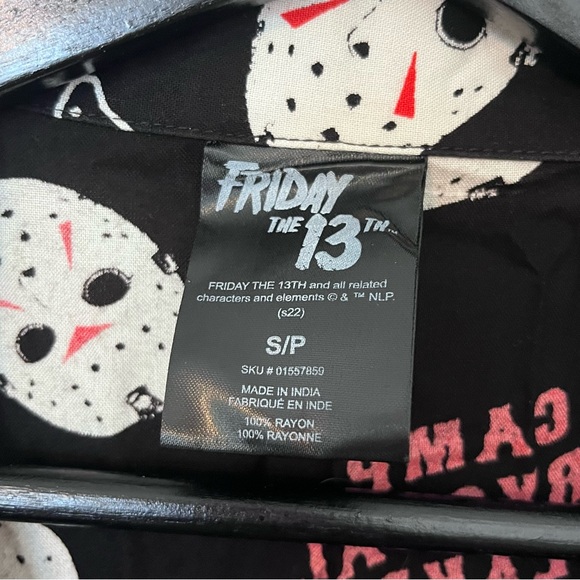 FRIDAY
THE 13TH
FRIDAY THE 13TH and all related
characters and elements © & ™ NLP.
(s22)
S/P
SKU # 01557859
MADE IN INDIA
FABRIQUÉ EN INDE
100% RAYON
100% RAYONNE
CAMP